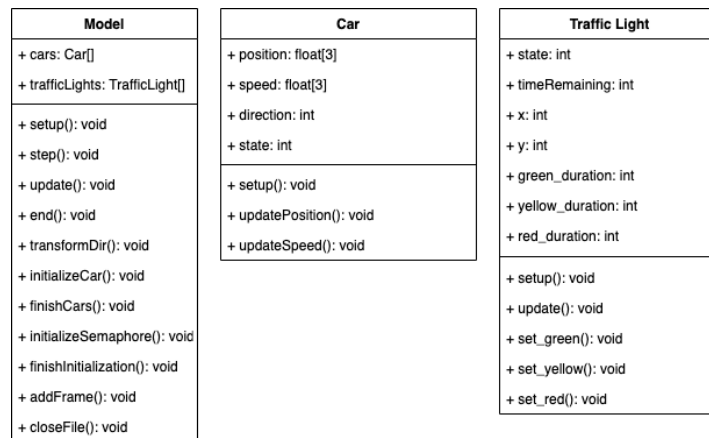 Model
+ cars: Car[]
+ trafficLights: TrafficLight[]
+ setup(): void
+ step(): void
+ update(): void
+ end(): void
+ transformDir(): void
+ initializeCar(): void
+ finishCars(): void
+ initializeSemaphore(): void
+ finishInitialization(): void
+ addFrame(): void
+ closeFile(): void
Car
+ position: float[3]
+ speed: float[3]
+ direction: int
+ state: int
+ setup(): void
+ updatePosition(): void
+ updateSpeed(): void
Traffic Light
+ state: int
+ timeRemaining: int
+ x: int
+ y: int
+ green_duration: int
+ yellow_duration: int
+ red_duration: int
+ setup(): void
+ update(): void
+ set_green(): void
+ set_yellow(): void
+ set_red(): void